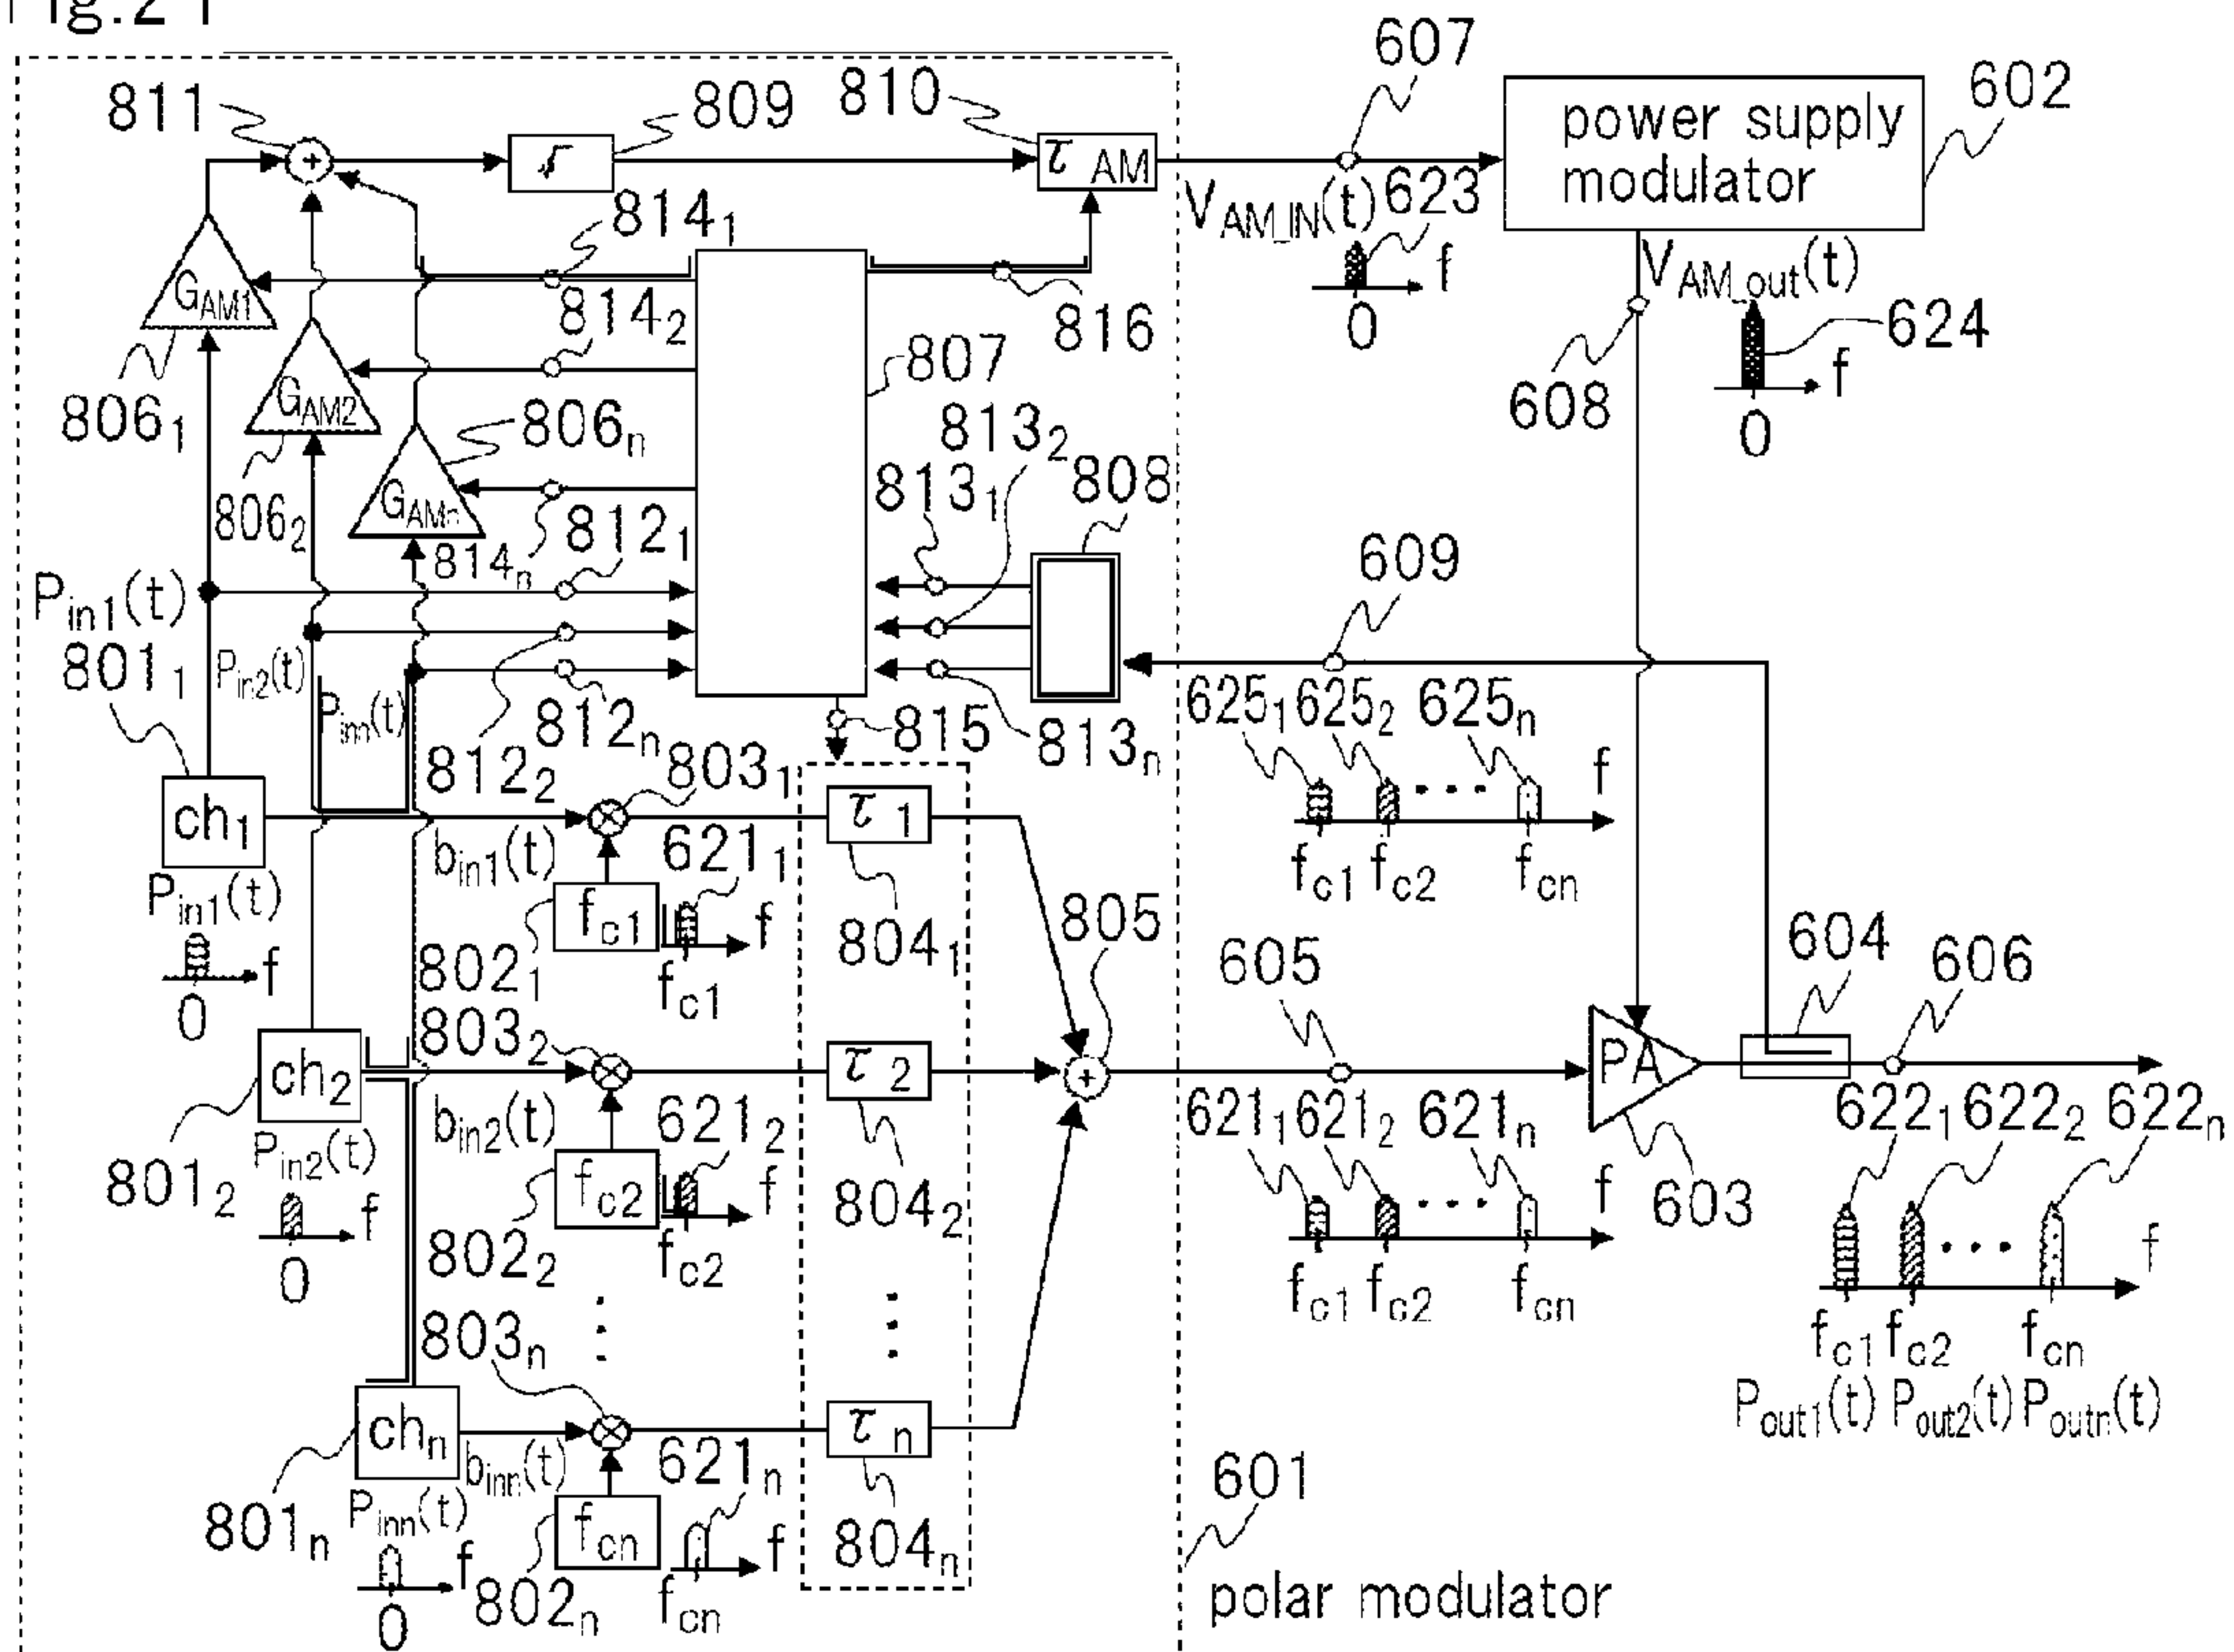 Fig.21
607
811
809
810
602
power supply
modulator
+
√
τ AM
V_AM_IN(t)
623
814₁
G_AM1
f
0
V_AM_out(t)
814₂
816
624
807
608
f
0
806₁
G_AM2
806ₙ
813₂
813₁
808
806₂
G_AMn
814ₙ
812₁
609
P_in1(t)
801₁
P_in2(t)
P_inn(t)
812ₙ
815
813ₙ
625₁ 625₂ 625ₙ
812₂
803₁
f
ch₁
τ 1
b_in1(t)
621₁
f_c1 f_c2 f_cn
P_in1(t)
f_c1
f
804₁
805
604
606
f
0
802₁
f_c1
605
803₂
ch₂
τ 2
+
PA
b_in2(t)
621₂
621₁ 621₂ 621ₙ
622₁ 622₂ 622ₙ
P_in2(t)
801₂
f_c2
f
804₂
f
603
f
0
802₂
f_c2
f_c1 f_c2 f_cn
f
803ₙ
f_c1 f_c2 f_cn
chₙ
τ n
P_out1(t) P_out2(t) P_outn(t)
b_inn(t)
621ₙ
601
801ₙ
P_inn(t)
f_cn
f
804ₙ
f
0
802ₙ
f_cn
polar modulator